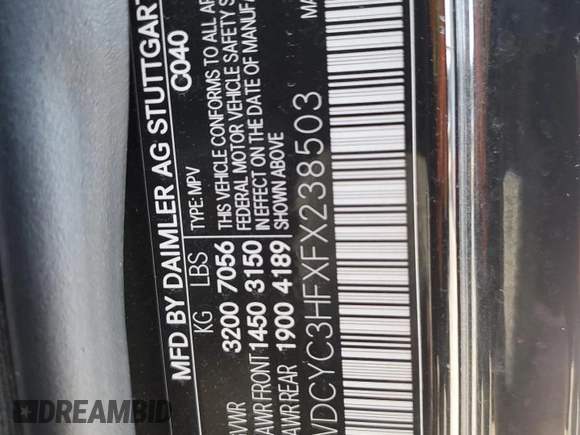 MFD BY DAIMLER AG STUTTGART
C040
KG LBS TYPE: MPV
GVWR 3200 7056 THIS VEHICLE CONFORMS TO ALL
GAWR FRONT 1450 3150 FEDERAL MOTOR VEHICLE SAFETY
GAWR REAR 1900 4189 IN EFFECT ON THE DATE OF
SHOWN ABOVE
WDCYC3HFXFX238503
DREAMBID